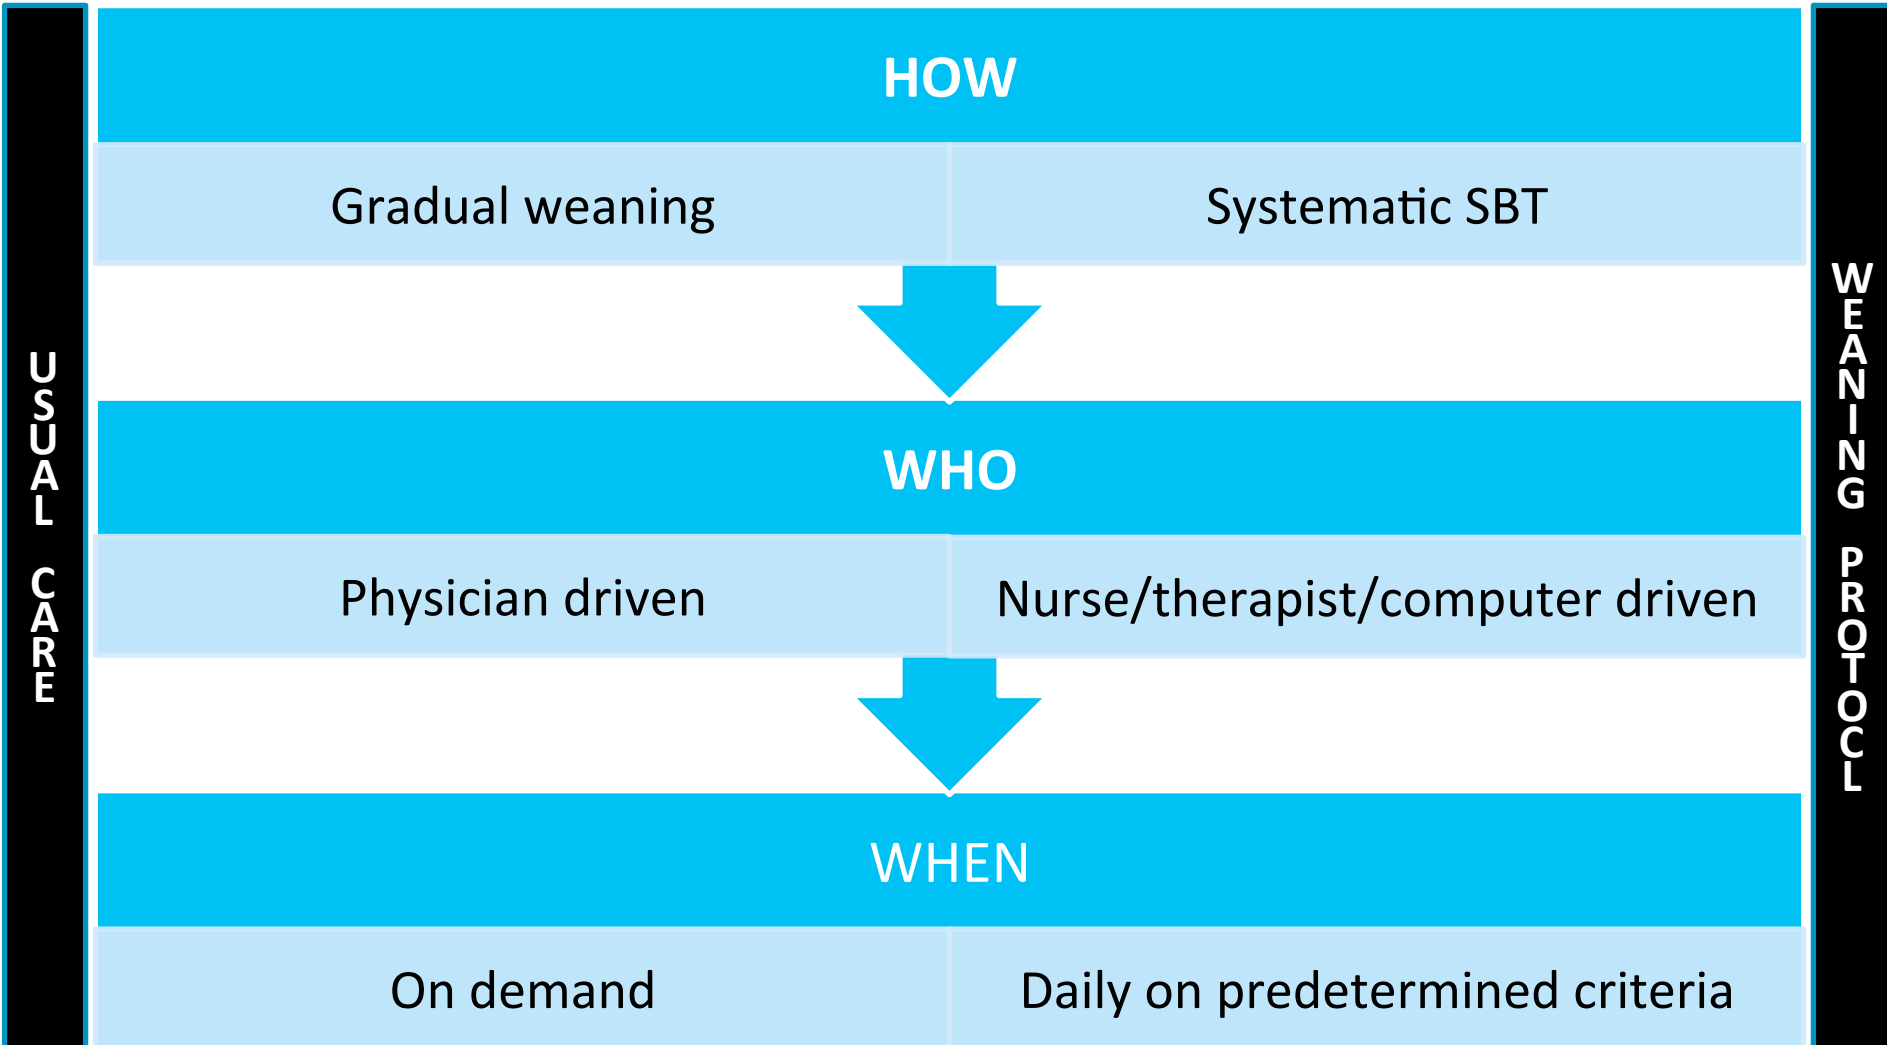 USUAL CARE
HOW
Gradual weaning
Systematic SBT
WHO
Physician driven
Nurse/therapist/computer driven
WHEN
On demand
Daily on predetermined criteria
WEANING PROTOCL